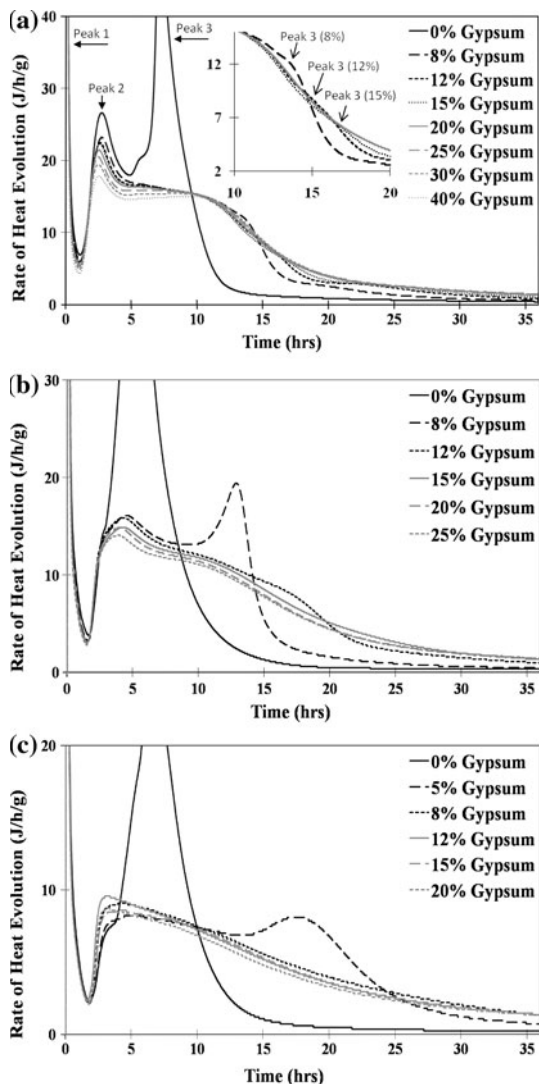 (a)
Rate of Heat Evolution (J/h/g)
40
30
20
10
0
Peak 1
Peak 2
Peak 3
15
12
7
2
10
15
20
Peak 3 (8%)
Peak 3 (12%)
Peak 3 (15%)
0% Gypsum
8% Gypsum
12% Gypsum
15% Gypsum
20% Gypsum
25% Gypsum
30% Gypsum
40% Gypsum
0 5 10 15 20 25 30 35
Time (hrs)
(b)
Rate of Heat Evolution (J/h/g)
30
20
10
0
0% Gypsum
8% Gypsum
12% Gypsum
15% Gypsum
20% Gypsum
25% Gypsum
0 5 10 15 20 25 30 35
Time (hrs)
(c)
Rate of Heat Evolution (J/h/g)
20
10
0
0% Gypsum
5% Gypsum
8% Gypsum
12% Gypsum
15% Gypsum
20% Gypsum
0 5 10 15 20 25 30 35
Time (hrs)